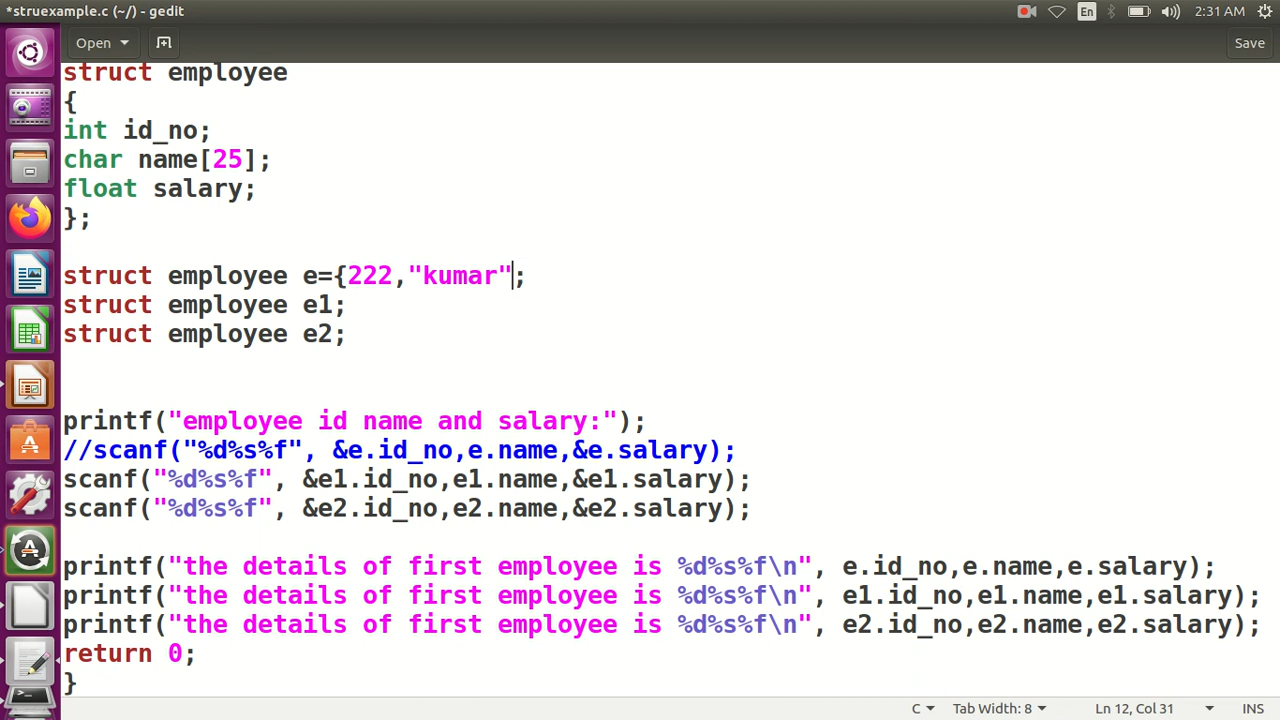 *struexample.c (~/) - gedit
En
2:31 AM
Open
Save
struct employee
{
int id_no;
char name[25];
float salary;
};
struct employee e={222,"kumar";
struct employee e1;
struct employee e2;
printf("employee id name and salary:");
//scanf("%d%s%f", &e.id_no,e.name,&e.salary);
scanf("%d%s%f", &e1.id_no,e1.name,&e1.salary);
scanf("%d%s%f", &e2.id_no,e2.name,&e2.salary);
printf("the details of first employee is %d%s%f\n", e.id_no,e.name,e.salary);
printf("the details of first employee is %d%s%f\n", e1.id_no,e1.name,e1.salary);
printf("the details of first employee is %d%s%f\n", e2.id_no,e2.name,e2.salary);
return 0;
}
C
Tab Width: 8
Ln 12, Col 31
INS